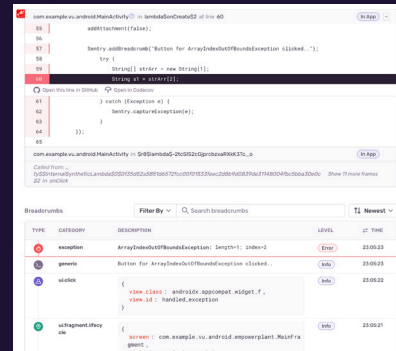 com.example.vu.android.MainActivity in lambda$onCreate$2 at line 60
In App
55 addAttachment(false);
56
57 Sentry.addBreadcrumb("Button for ArrayIndexOutOfBoundsException clicked..");
58 try {
59 String[] strArr = new String[1];
60 String s1 = strArr[2];
Open this line in GitHub Open in Codecov
61 } catch (Exception e) {
62 Sentry.captureException(e);
63 }
64 });
65
com.example.vu.android.MainActivity in
In App
Called from: ...
$2 in onClick
Show 11 more frames
Breadcrumbs
Filter By
Search breadcrumbs
Newest
TYPE CATEGORY DESCRIPTION LEVEL TIME
exception ArrayIndexOutOfBoundsException: length=1; index=2 Error 23:05:23
generic Button for ArrayIndexOutOfBoundsException clicked.. Info 23:05:23
ui.click { Info 23:05:22
view.class : androidx.appcompat.widget.f,
view.id : handled_exception
}
ui.fragment.lifecy { Info 23:05:21
cle
screen : com.example.vu.android.empowerplant.MainFra
gment,